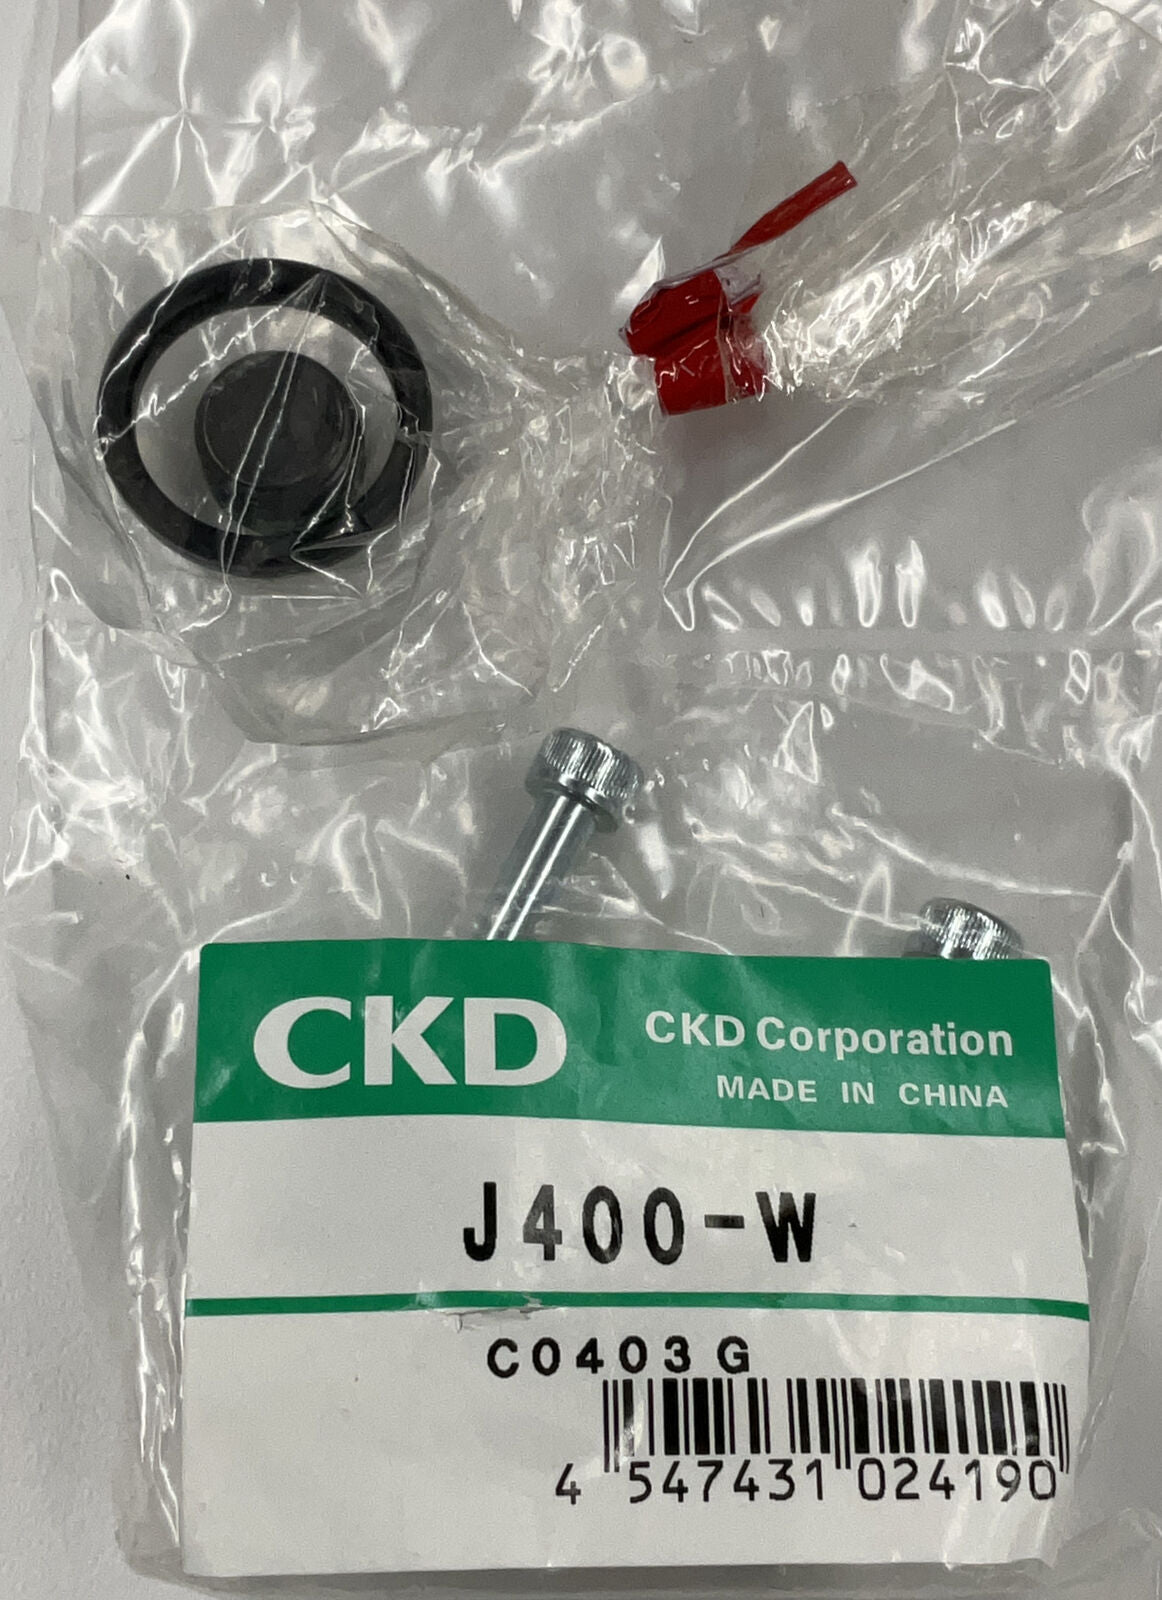 CKD
CKD Corporation
MADE IN CHINA
J400-W
C0403G
4 547431 024190